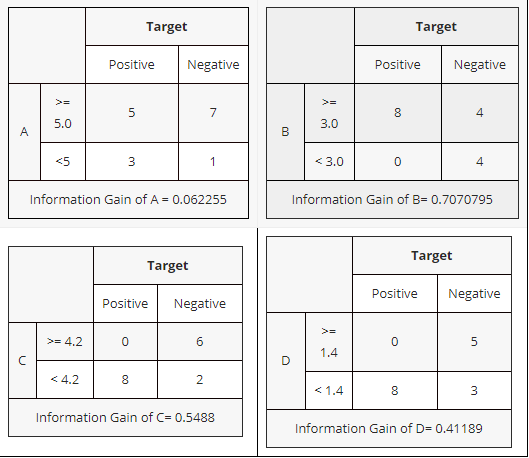 Target
Positive Negative
A
>= 5.0 5 7
<5 3 1
Information Gain of A = 0.062255
Target
Positive Negative
B
>= 3.0 8 4
< 3.0 0 4
Information Gain of B= 0.7070795
Target
Positive Negative
C
>= 4.2 0 6
< 4.2 8 2
Information Gain of C= 0.5488
Target
Positive Negative
D
>= 1.4 0 5
< 1.4 8 3
Information Gain of D= 0.41189